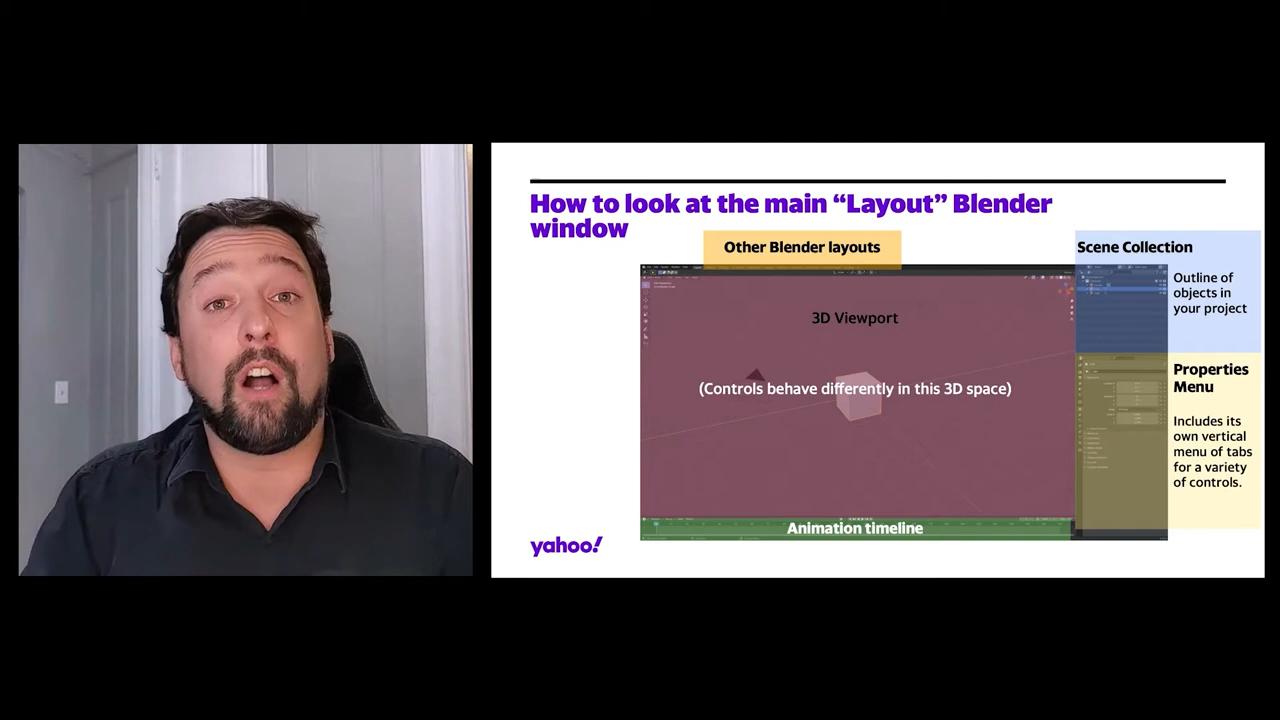 How to look at the main “Layout” Blender
window
Other Blender layouts
Scene Collection
Outline of
objects in
your project
3D Viewport
(Controls behave differently in this 3D space)
Properties
Menu
Includes its
own vertical
menu of tabs
for a variety
of controls.
Animation timeline
yahoo!